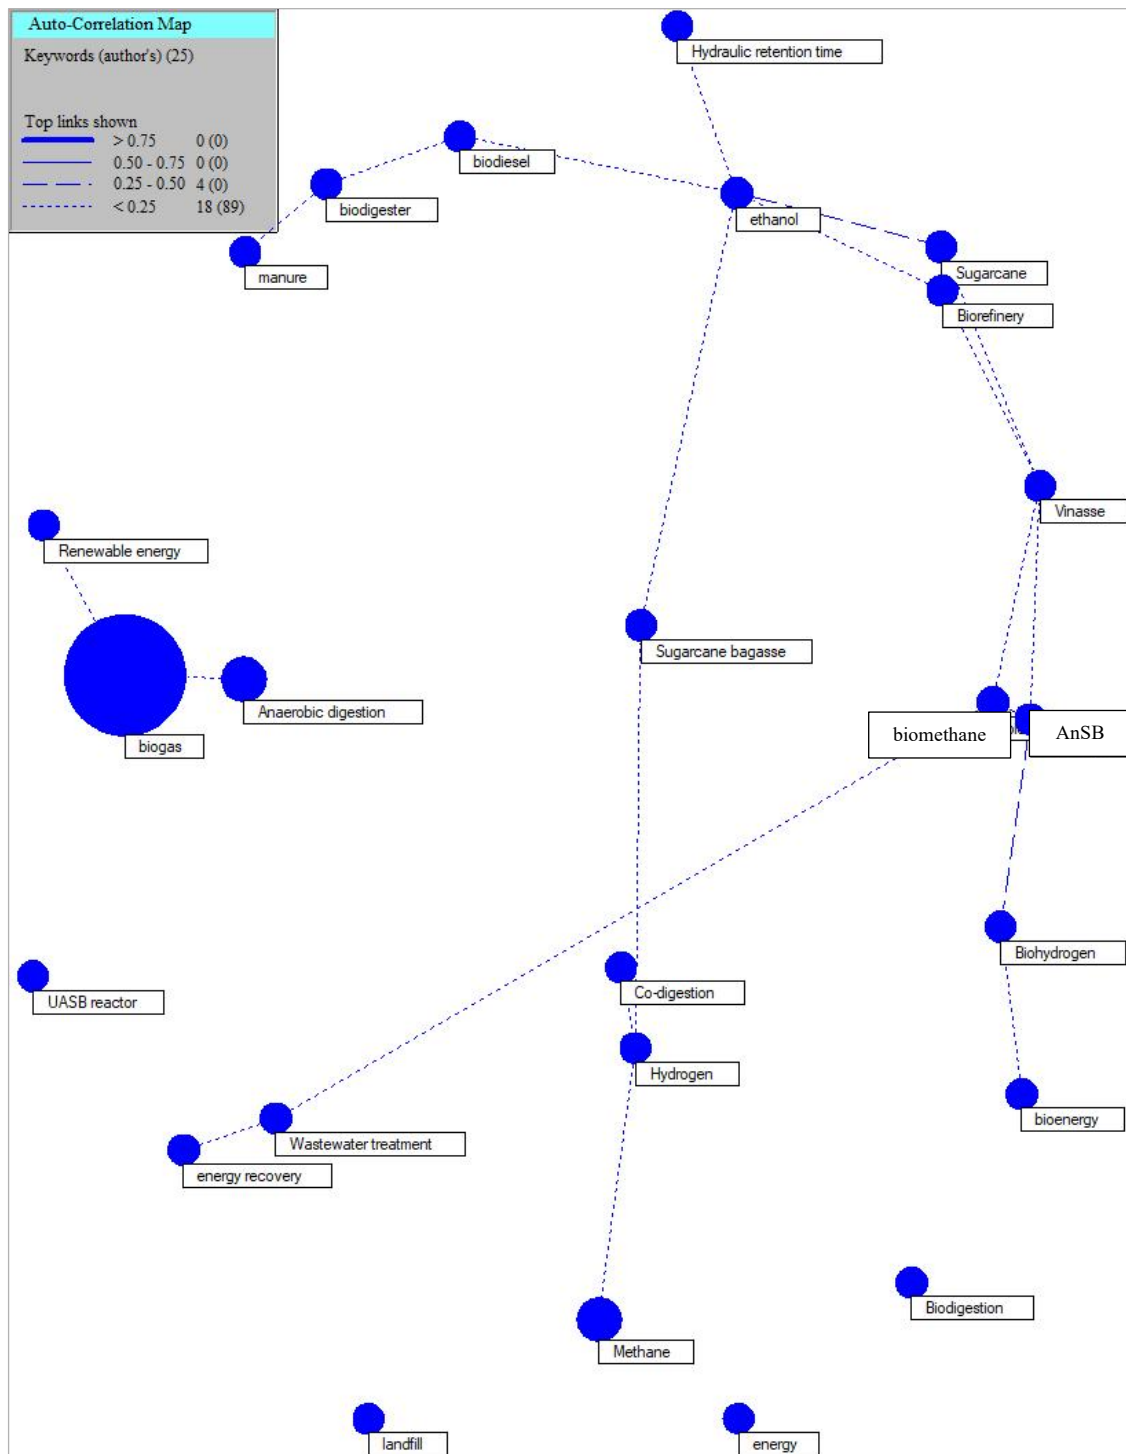 Auto-Correlation Map
Keywords (author's) (25)
Top links shown
> 0.75 0 (0)
0.50 - 0.75 0 (0)
0.25 - 0.50 4 (0)
< 0.25 18 (89)
Hydraulic retention time
biodiesel
biodigester
ethanol
manure
Sugarcane
Biorefinery
Vinasse
Renewable energy
Sugarcane bagasse
Anaerobic digestion
biogas
biomethane
AnSB
Biohydrogen
Co-digestion
UASB reactor
Hydrogen
bioenergy
Wastewater treatment
energy recovery
Biodigestion
Methane
landfill
energy